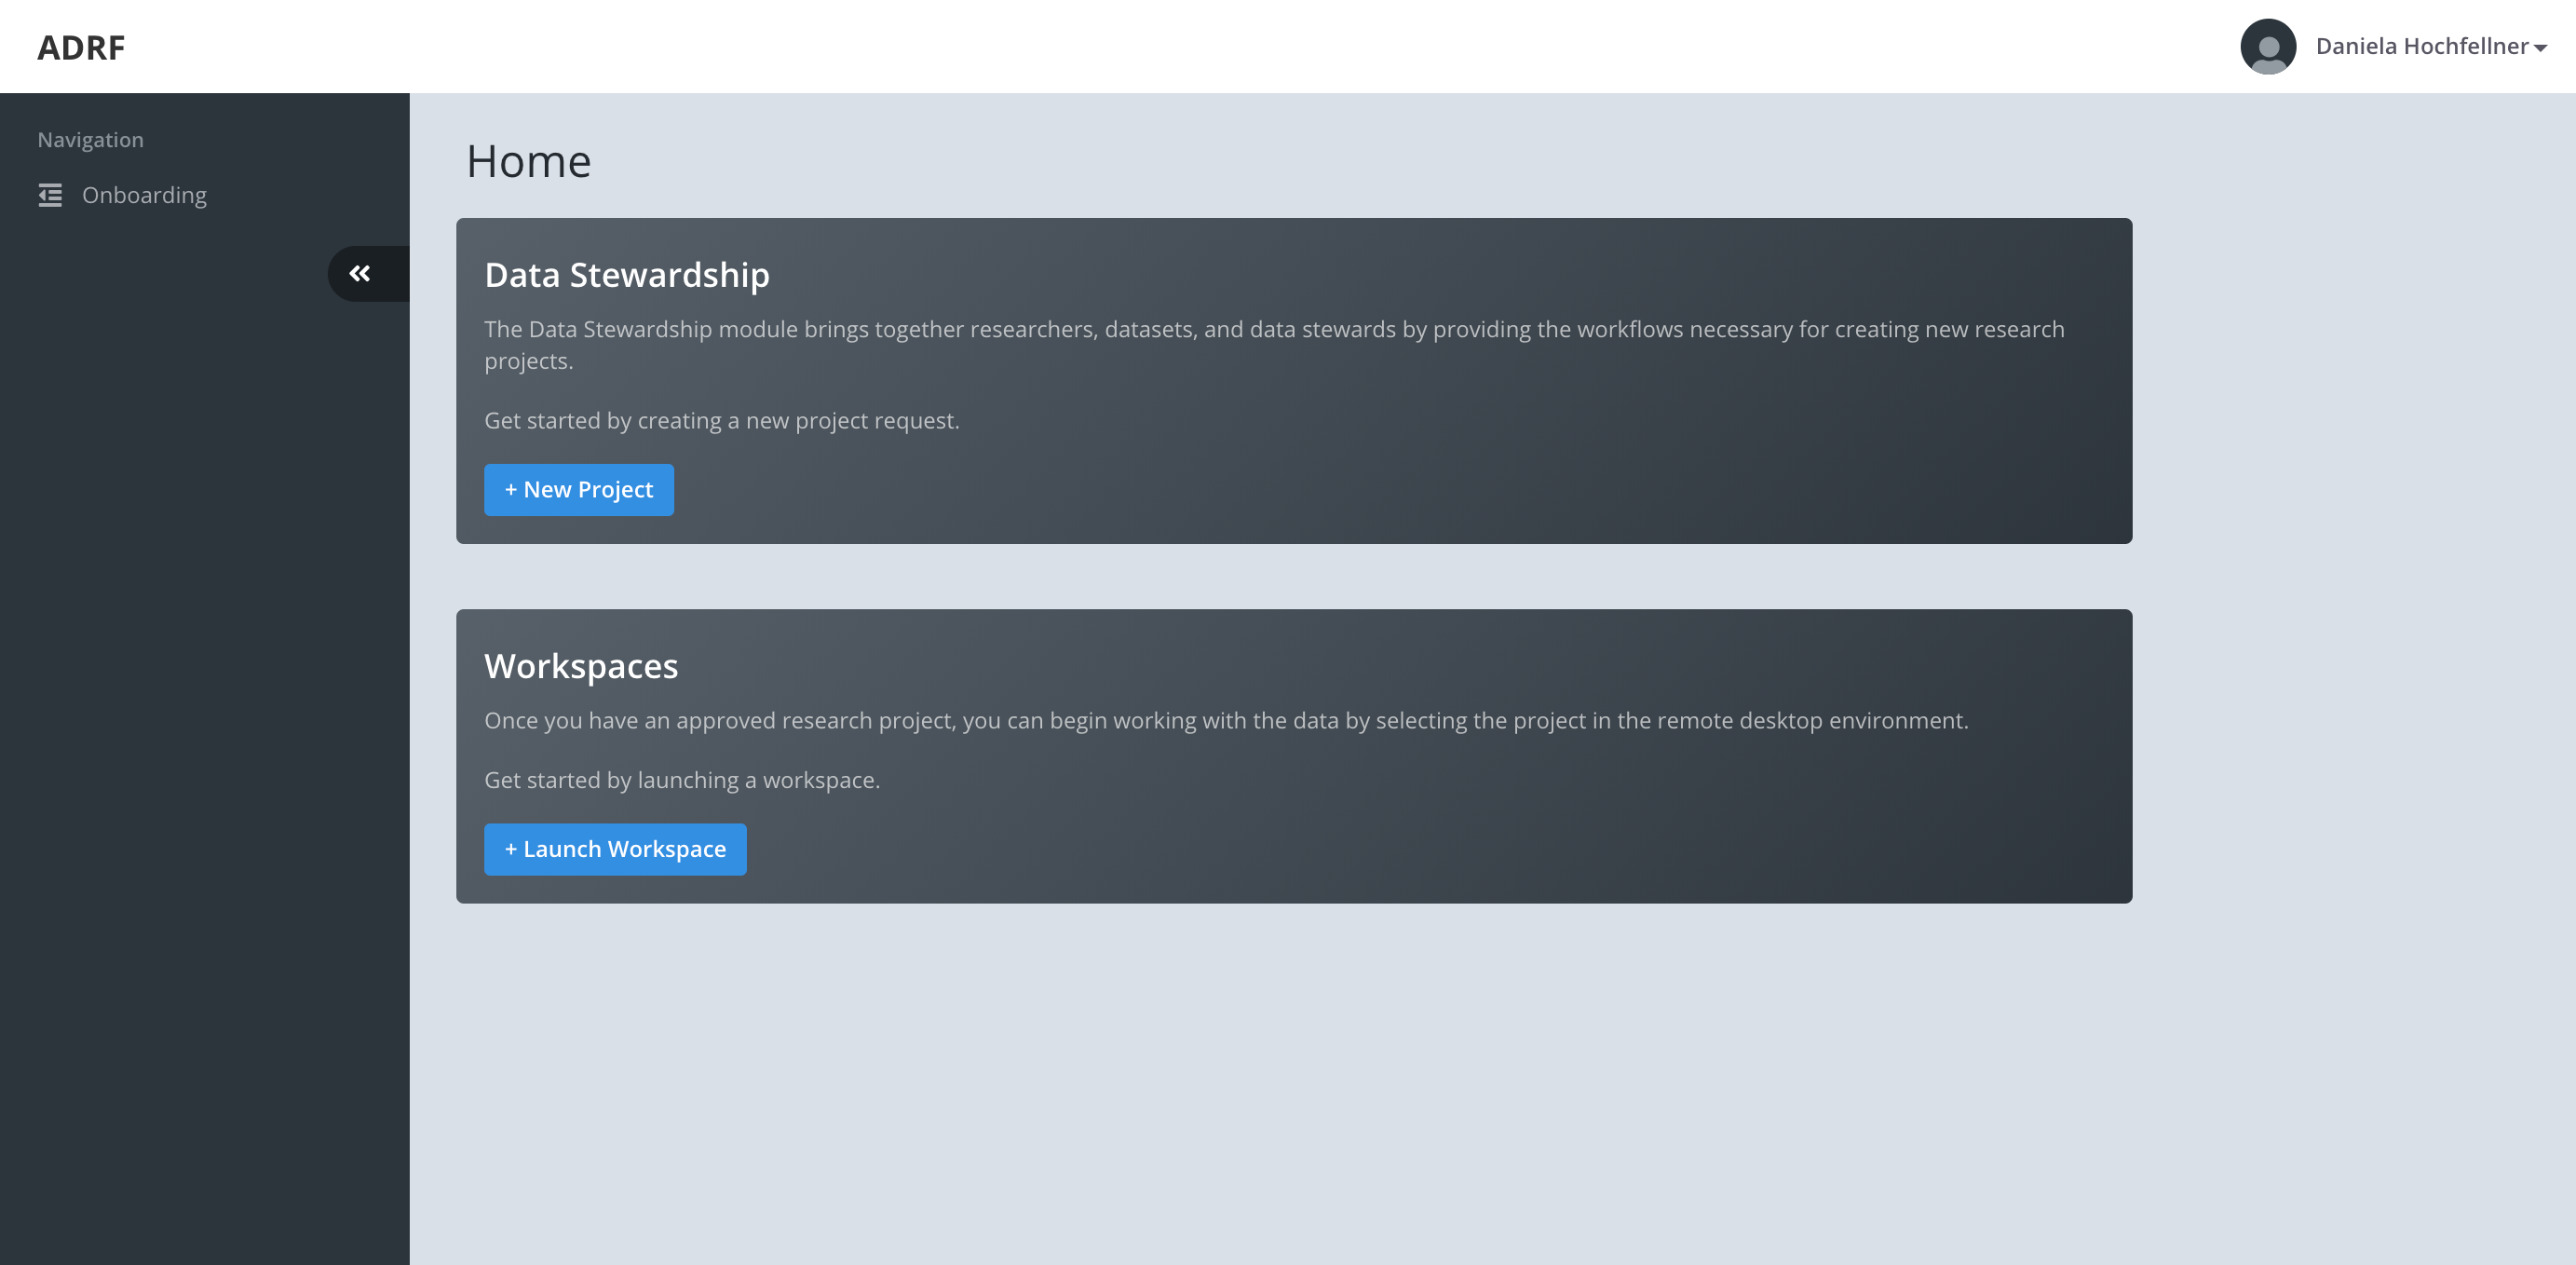 ADRF
Daniela Hochfellner
Navigation
Onboarding
Home
Data Stewardship
The Data Stewardship module brings together researchers, datasets, and data stewards by providing the workflows necessary for creating new research
projects.
Get started by creating a new project request.
+ New Project
Workspaces
Once you have an approved research project, you can begin working with the data by selecting the project in the remote desktop environment.
Get started by launching a workspace.
+ Launch Workspace